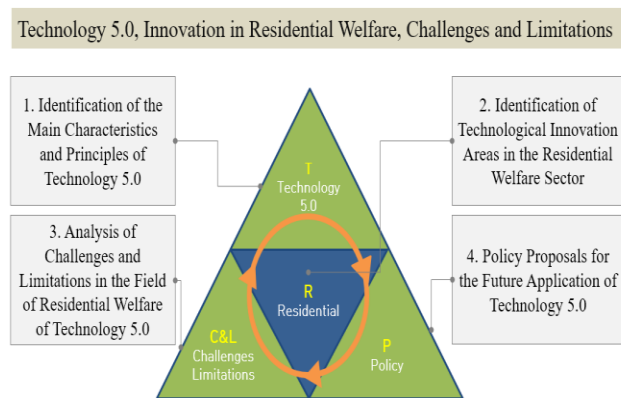 Technology 5.0, Innovation in Residential Welfare, Challenges and Limitations
1. Identification of the
Main Characteristics
and Principles of
Technology 5.0
2. Identification of
Technological Innovation
Areas in the Residential
Welfare Sector
3. Analysis of
Challenges and
Limitations in the Field
of Residential Welfare
of Technology 5.0
4. Policy Proposals for
the Future Application of
Technology 5.0
T
Technology
5.0
R
Residential
C&L
Challenges
Limitations
P
Policy